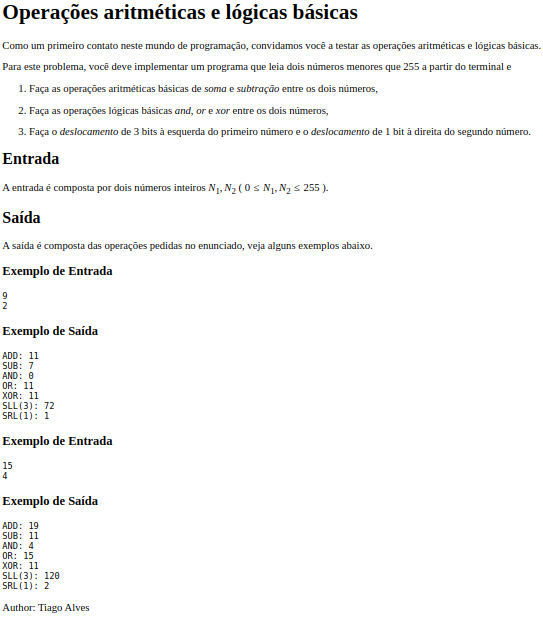 Operações aritméticas e lógicas básicas
Como um primeiro contato neste mundo de programação, convidamos você a testar as operações aritméticas e lógicas básicas.
Para este problema, você deve implementar um programa que leia dois números menores que 255 a partir do terminal e
1. Faça as operações aritméticas básicas de soma e subtração entre os dois números,
2. Faça as operações lógicas básicas and, or e xor entre os dois números,
3. Faça o deslocamento de 3 bits à esquerda do primeiro número e o deslocamento de 1 bit à direita do segundo número.
Entrada
A entrada é composta por dois números inteiros N1, N2 ( 0 ≤ N1, N2 ≤ 255 ).
Saída
A saída é composta das operações pedidas no enunciado, veja alguns exemplos abaixo.
Exemplo de Entrada
9
2
Exemplo de Saída
ADD: 11
SUB: 7
AND: 0
OR: 11
XOR: 11
SLL(3): 72
SRL(1): 1
Exemplo de Entrada
15
4
Exemplo de Saída
ADD: 19
SUB: 11
AND: 4
OR: 15
XOR: 11
SLL(3): 120
SRL(1): 2
Author: Tiago Alves